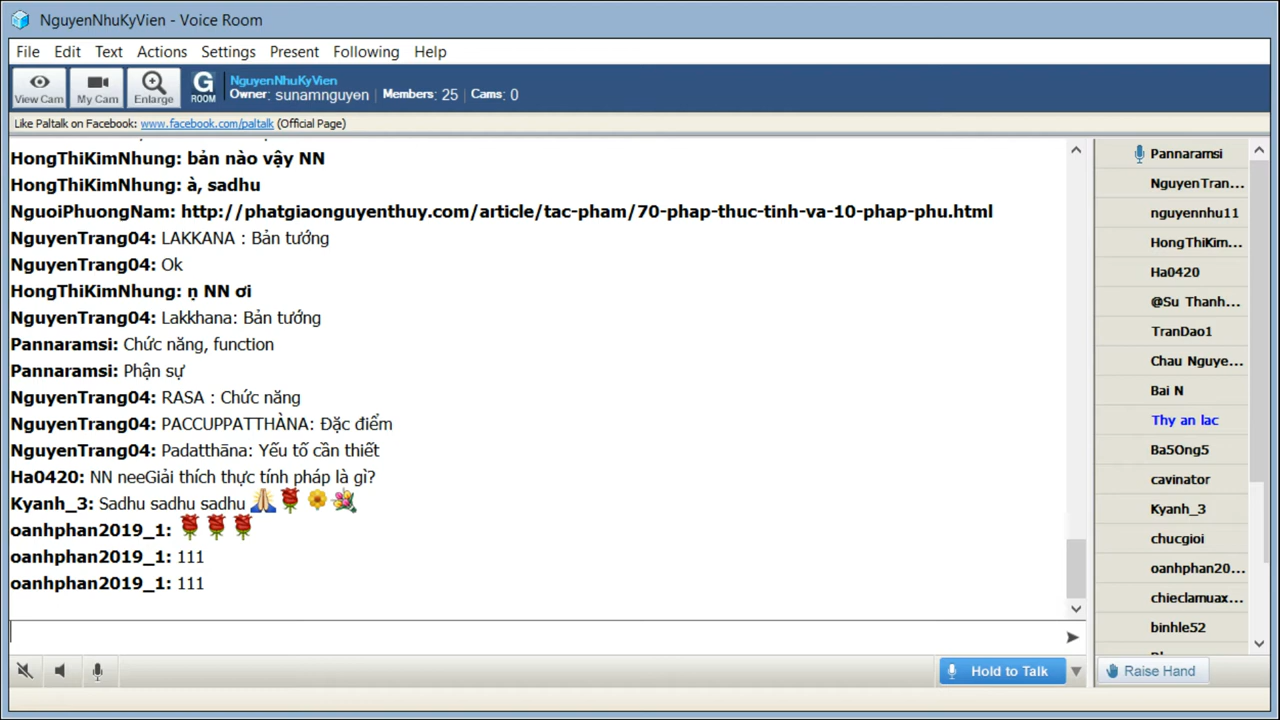 NguyenNhuKyVien - Voice Room
File Edit Text Actions Settings Present Following Help
View Cam
My Cam
Enlarge
G ROOM
NguyenNhuKyVien
Owner: sunamnguyen | Members: 25 | Cams: 0
Like Paltalk on Facebook: www.facebook.com/paltalk (Official Page)
HongThiKimNhung: bản nào vậy NN
HongThiKimNhung: à, sadhu
NguoiPhuongNam: http://phatgiaonguyenthuy.com/article/tac-pham/70-phap-thuc-tinh-va-10-phap-phu.html
NguyenTrang04: LAKKANA : Bản tướng
NguyenTrang04: Ok
HongThiKimNhung: ṇ NN ơi
NguyenTrang04: Lakkhana: Bản tướng
Pannaramsi: Chức năng, function
Pannaramsi: Phận sự
NguyenTrang04: RASA : Chức năng
NguyenTrang04: PACCUPPATTHÀNA: Đặc điểm
NguyenTrang04: Padatthāna: Yếu tố cần thiết
Ha0420: NN neeGiải thích thực tính pháp là gì?
Kyanh_3: Sadhu sadhu sadhu
oanhphan2019_1:
oanhphan2019_1: 111
oanhphan2019_1: 111
Pannaramsi
NguyenTran...
nguyennhu11
HongThiKim...
Ha0420
@Su Thanh...
TranDao1
Chau Nguye...
Bai N
Thy an lac
Ba5Ong5
cavinator
Kyanh_3
chucgioi
oanhphan20...
chieclamuax...
binhle52
Hold to Talk
Raise Hand